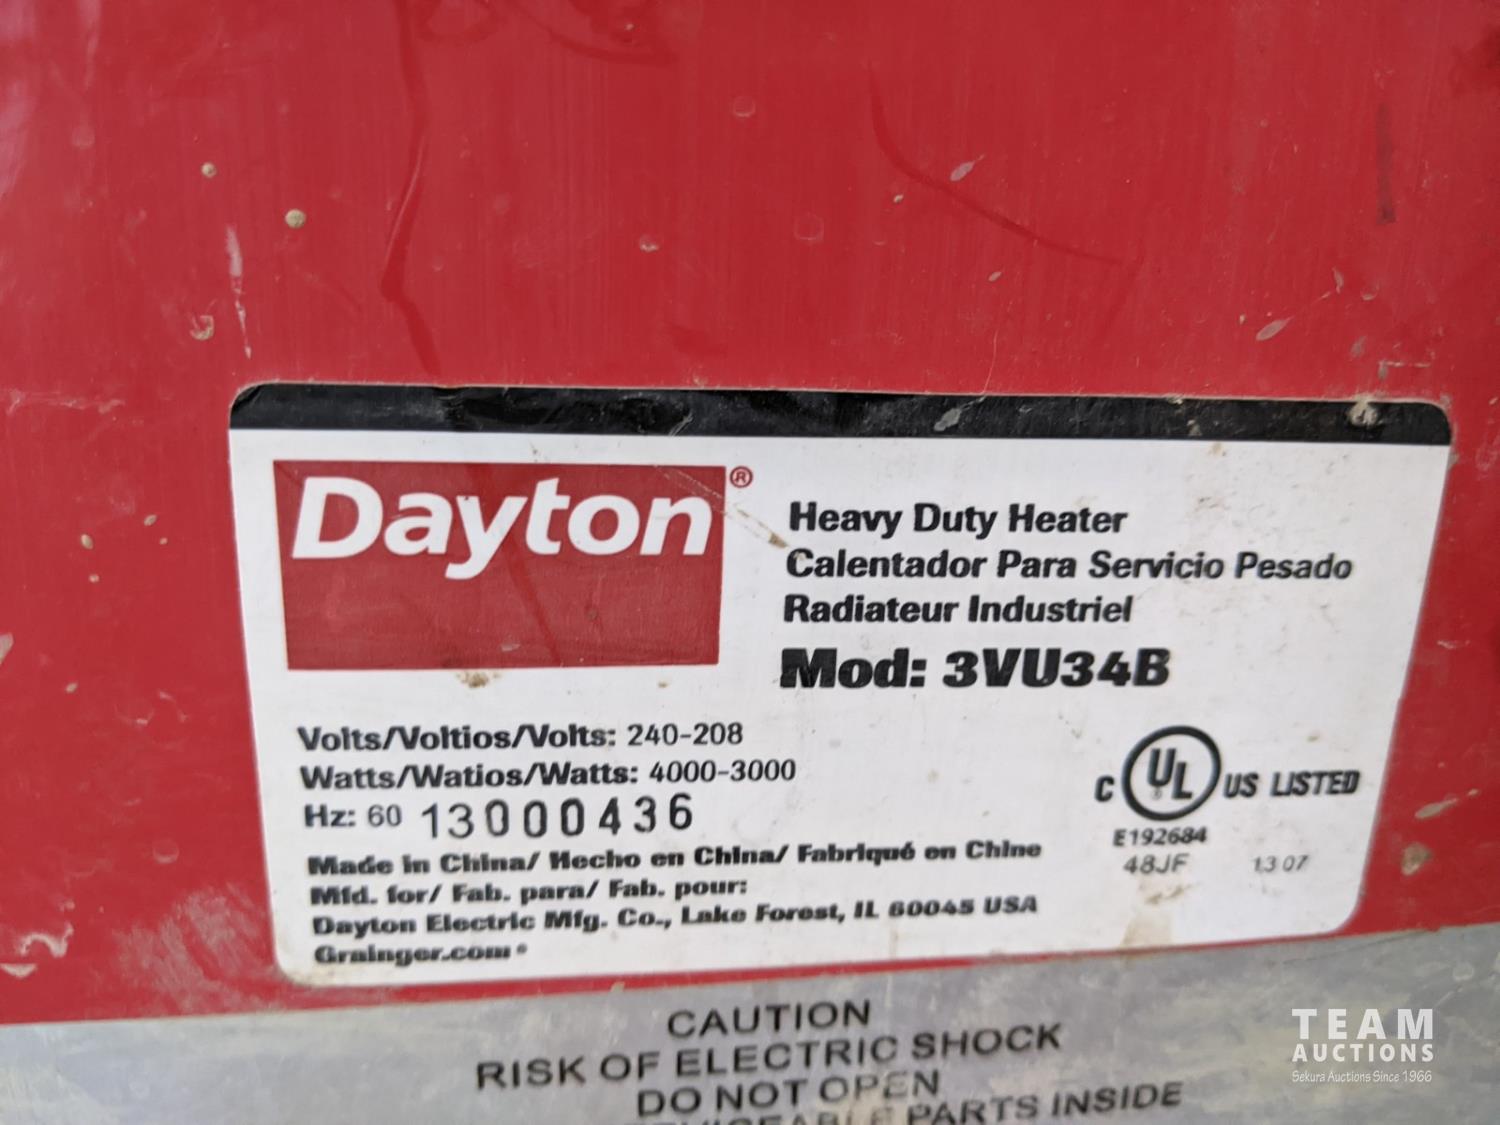 Dayton®
Heavy Duty Heater
Calentador Para Servicio Pesado
Radiateur Industriel
Mod: 3VU34B
Volts/Voltios/Volts: 240-208
Watts/Watios/Watts: 4000-3000
Hz: 60 13000436
Made in China/ Hecho en China/ Fabriqué en Chine
Mfd. for/ Fab. para/ Fab. pour:
Dayton Electric Mfg. Co., Lake Forest, IL 60045 USA
Grainger.com®
C UL® US LISTED
E192684
48JF 13 07
CAUTION
RISK OF ELECTRIC SHOCK
DO NOT OPEN
PARTS INSIDE
TEAM
AUCTIONS
Sekura Auctions Since 1966